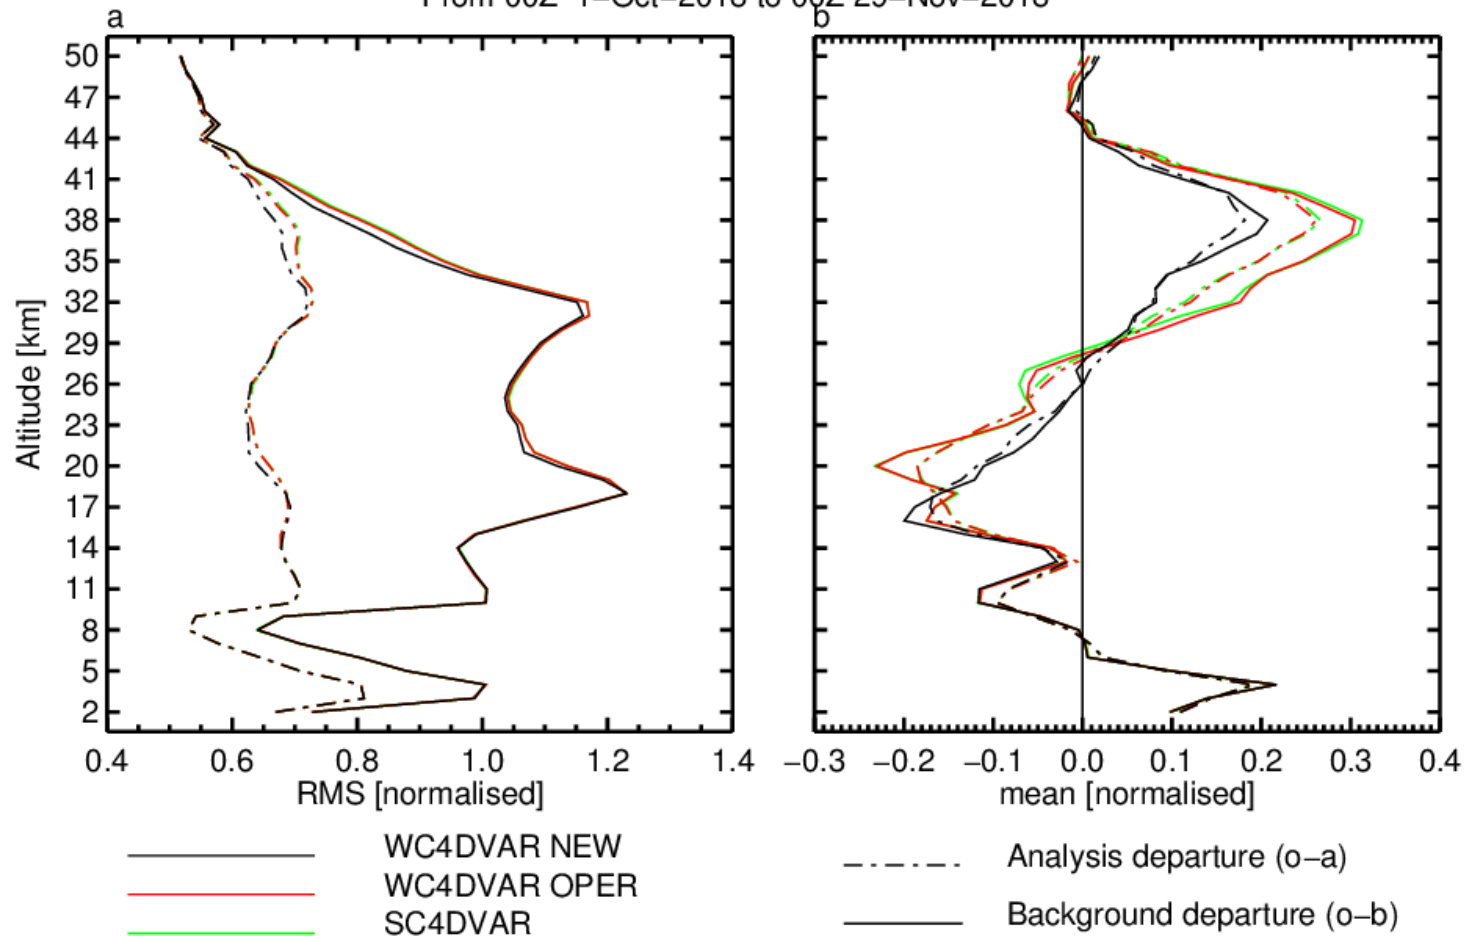 a
b
50
47
44
41
38
35
32
29
26
23
20
17
14
11
8
5
2
Altitude [km]
0.4 0.6 0.8 1.0 1.2 1.4
RMS [normalised]
−0.3 −0.2 −0.1 0.0 0.1 0.2 0.3 0.4
mean [normalised]
WC4DVAR NEW
WC4DVAR OPER
SC4DVAR
Analysis departure (o−a)
Background departure (o−b)